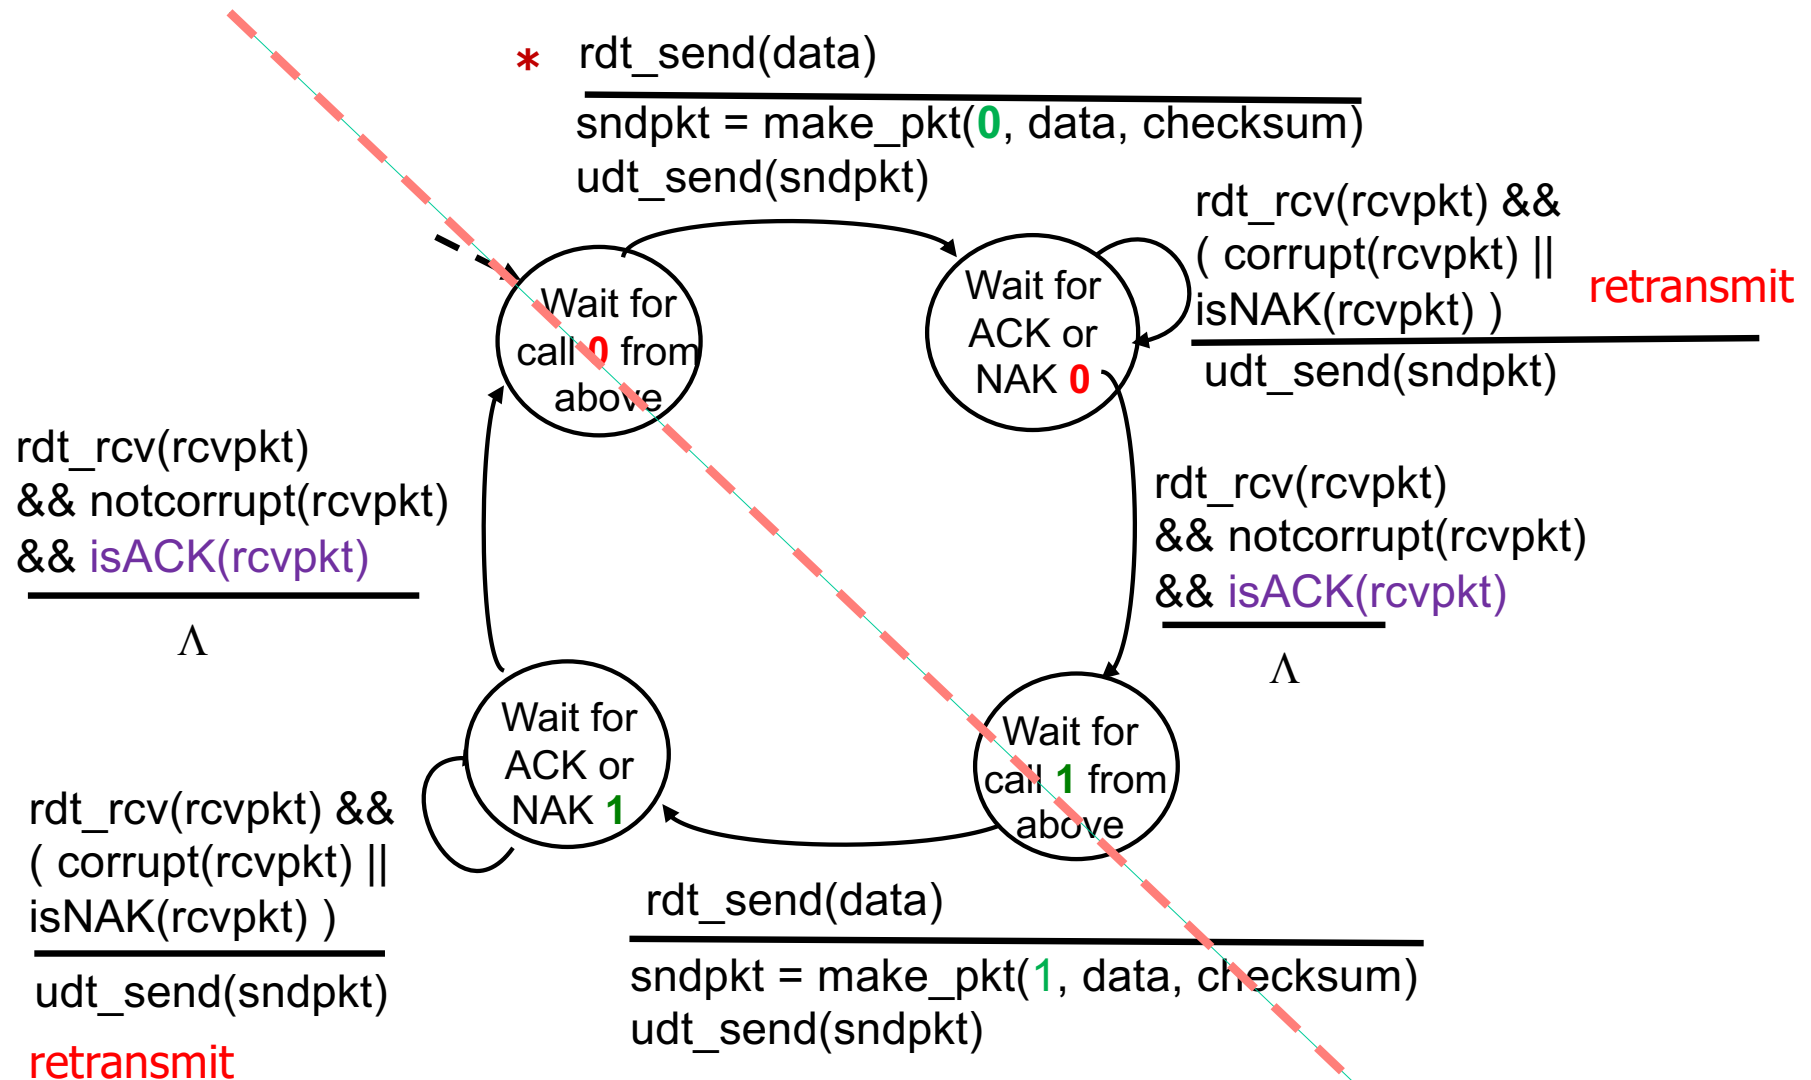 * rdt_send(data)
sndpkt = make_pkt(0, data, checksum)
udt_send(sndpkt)
rdt_rcv(rcvpkt) &&
( corrupt(rcvpkt) ||
isNAK(rcvpkt) )
retransmit
udt_send(sndpkt)
Wait for
call 0 from
above
Wait for
ACK or
NAK 0
rdt_rcv(rcvpkt)
&& notcorrupt(rcvpkt)
&& isACK(rcvpkt)
Λ
rdt_rcv(rcvpkt)
&& notcorrupt(rcvpkt)
&& isACK(rcvpkt)
Λ
Wait for
ACK or
NAK 1
Wait for
call 1 from
above
rdt_rcv(rcvpkt) &&
( corrupt(rcvpkt) ||
isNAK(rcvpkt) )
udt_send(sndpkt)
retransmit
rdt_send(data)
sndpkt = make_pkt(1, data, checksum)
udt_send(sndpkt)